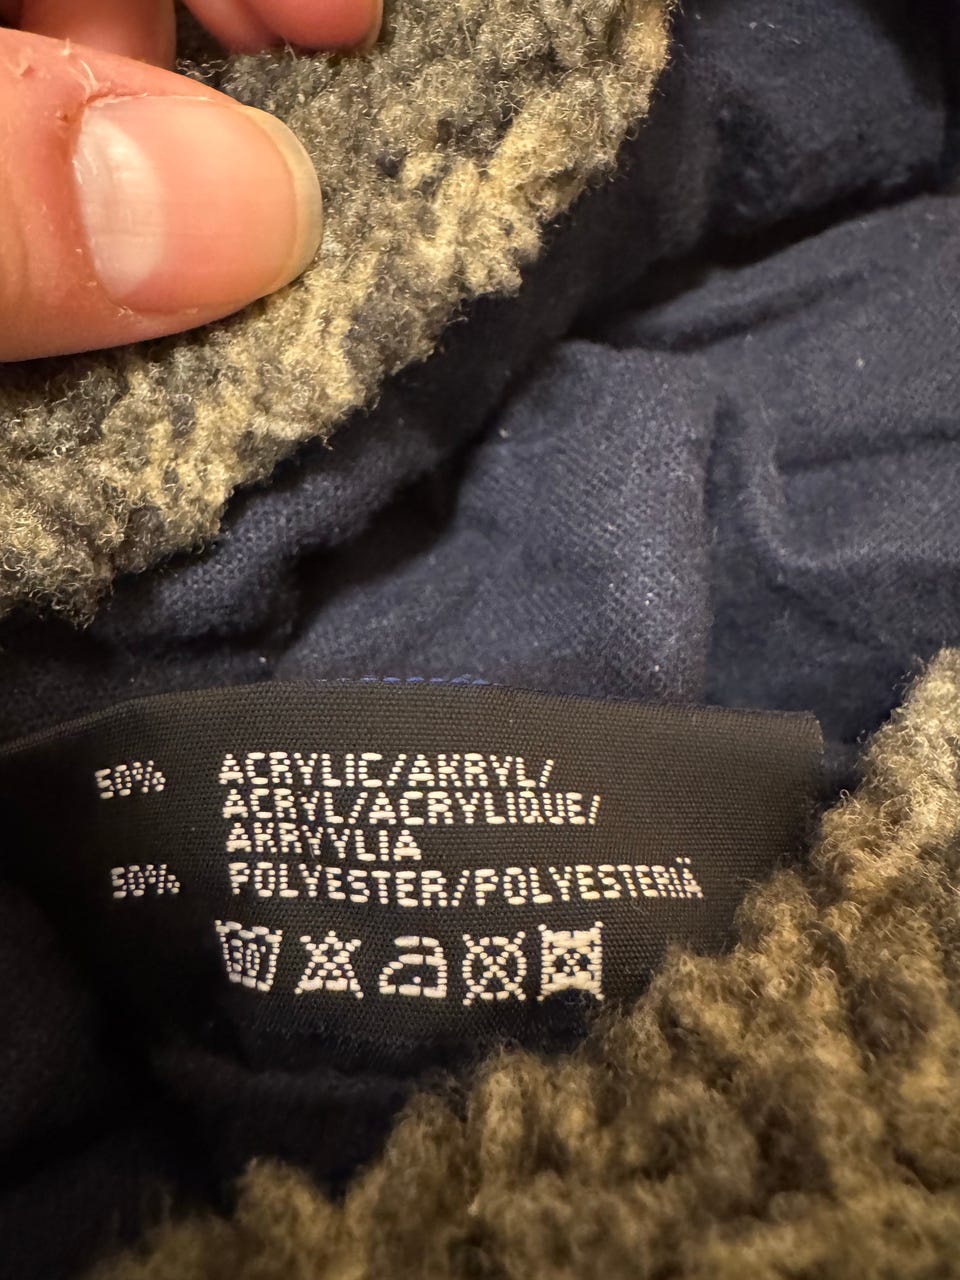 50% ACRYLIC/AKRYL/
ACRYL/ACRYLIQUE/
AKRYYLIA
50% POLYESTER/POLYESTERIÄ